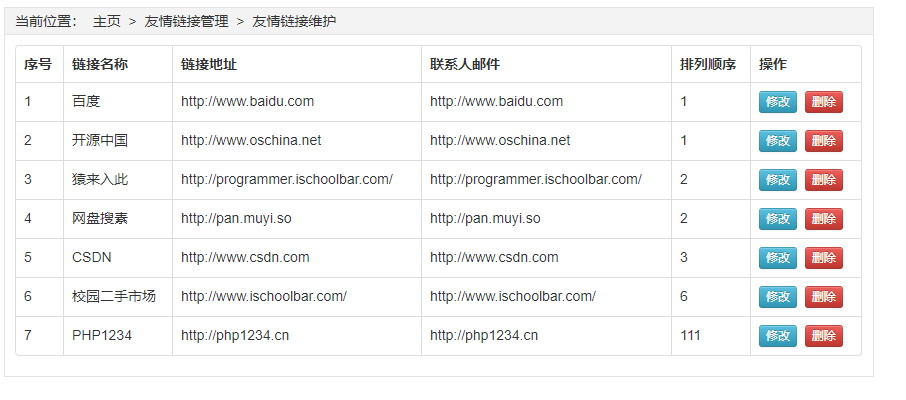 当前位置： 主页 > 友情链接管理 > 友情链接维护
序号 链接名称 链接地址 联系人邮件 排列顺序 操作
1 百度 http://www.baidu.com http://www.baidu.com 1 修改 删除
2 开源中国 http://www.oschina.net http://www.oschina.net 1 修改 删除
3 猿来入此 http://programmer.ischoolbar.com/ http://programmer.ischoolbar.com/ 2 修改 删除
4 网盘搜素 http://pan.muyi.so http://pan.muyi.so 2 修改 删除
5 CSDN http://www.csdn.com http://www.csdn.com 3 修改 删除
6 校园二手市场 http://www.ischoolbar.com/ http://www.ischoolbar.com/ 6 修改 删除
7 PHP1234 http://php1234.cn http://php1234.cn 111 修改 删除